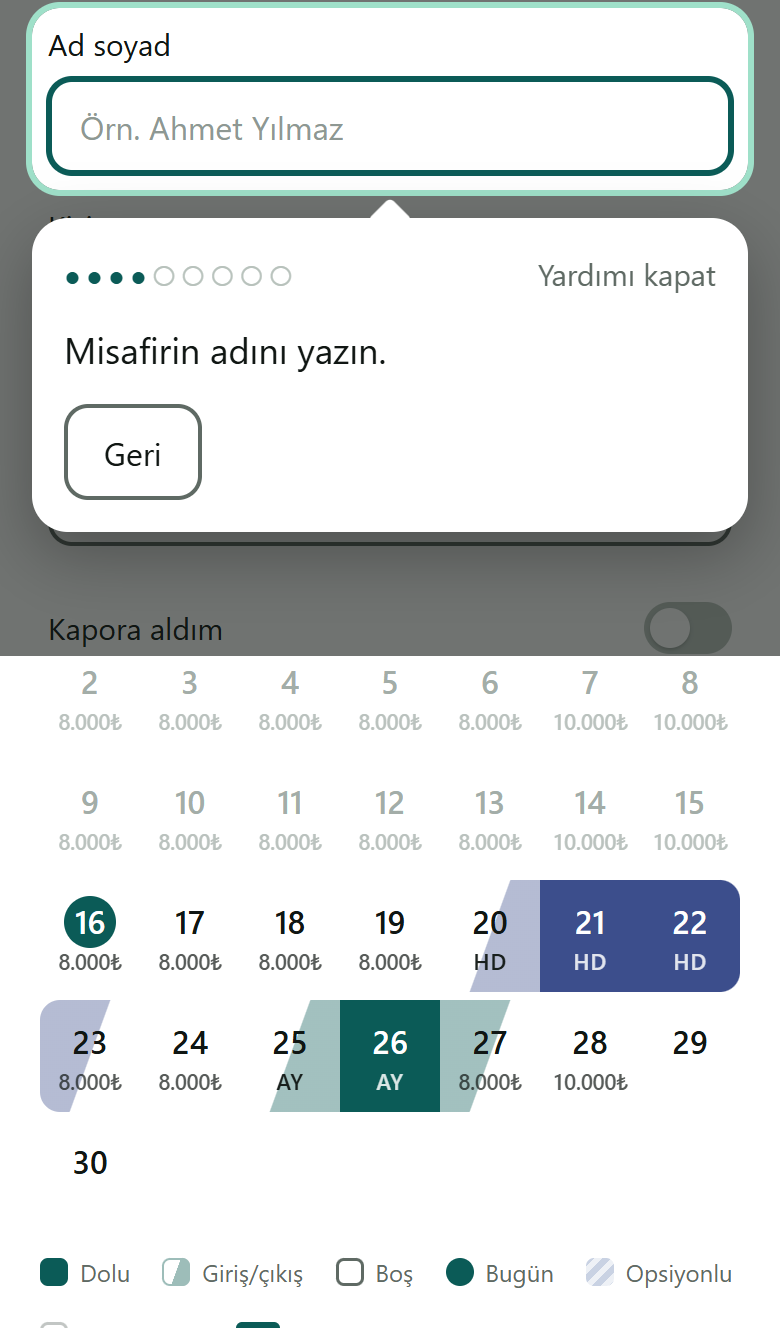 Ad soyad
Örn. Ahmet Yılmaz
Yardımı kapat
Misafirin adını yazın.
Geri
Kapora aldım
2 3 4 5 6 7 8
8.000₺ 8.000₺ 8.000₺ 8.000₺ 8.000₺ 10.000₺ 10.000₺
9 10 11 12 13 14 15
8.000₺ 8.000₺ 8.000₺ 8.000₺ 8.000₺ 10.000₺ 10.000₺
16 17 18 19 20 21 22
8.000₺ 8.000₺ 8.000₺ 8.000₺ HD HD HD
23 24 25 26 27 28 29
8.000₺ 8.000₺ AY AY 8.000₺ 10.000₺
30
Dolu Giriş/çıkış Boş Bugün Opsiyonlu